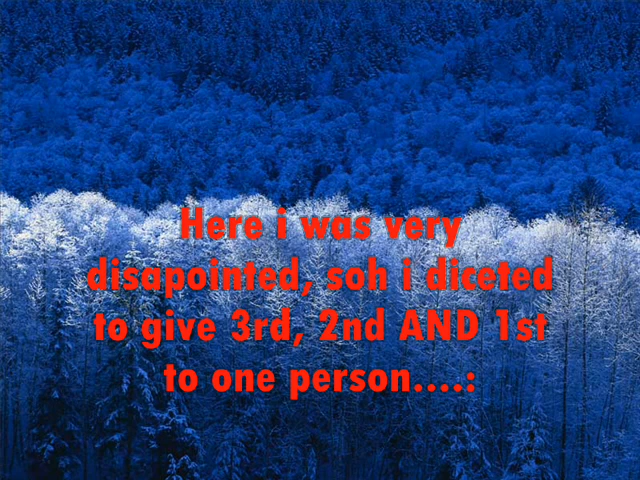 Here i was very
disapointed, soh i diceted
to give 3rd, 2nd AND 1st
to one person....: